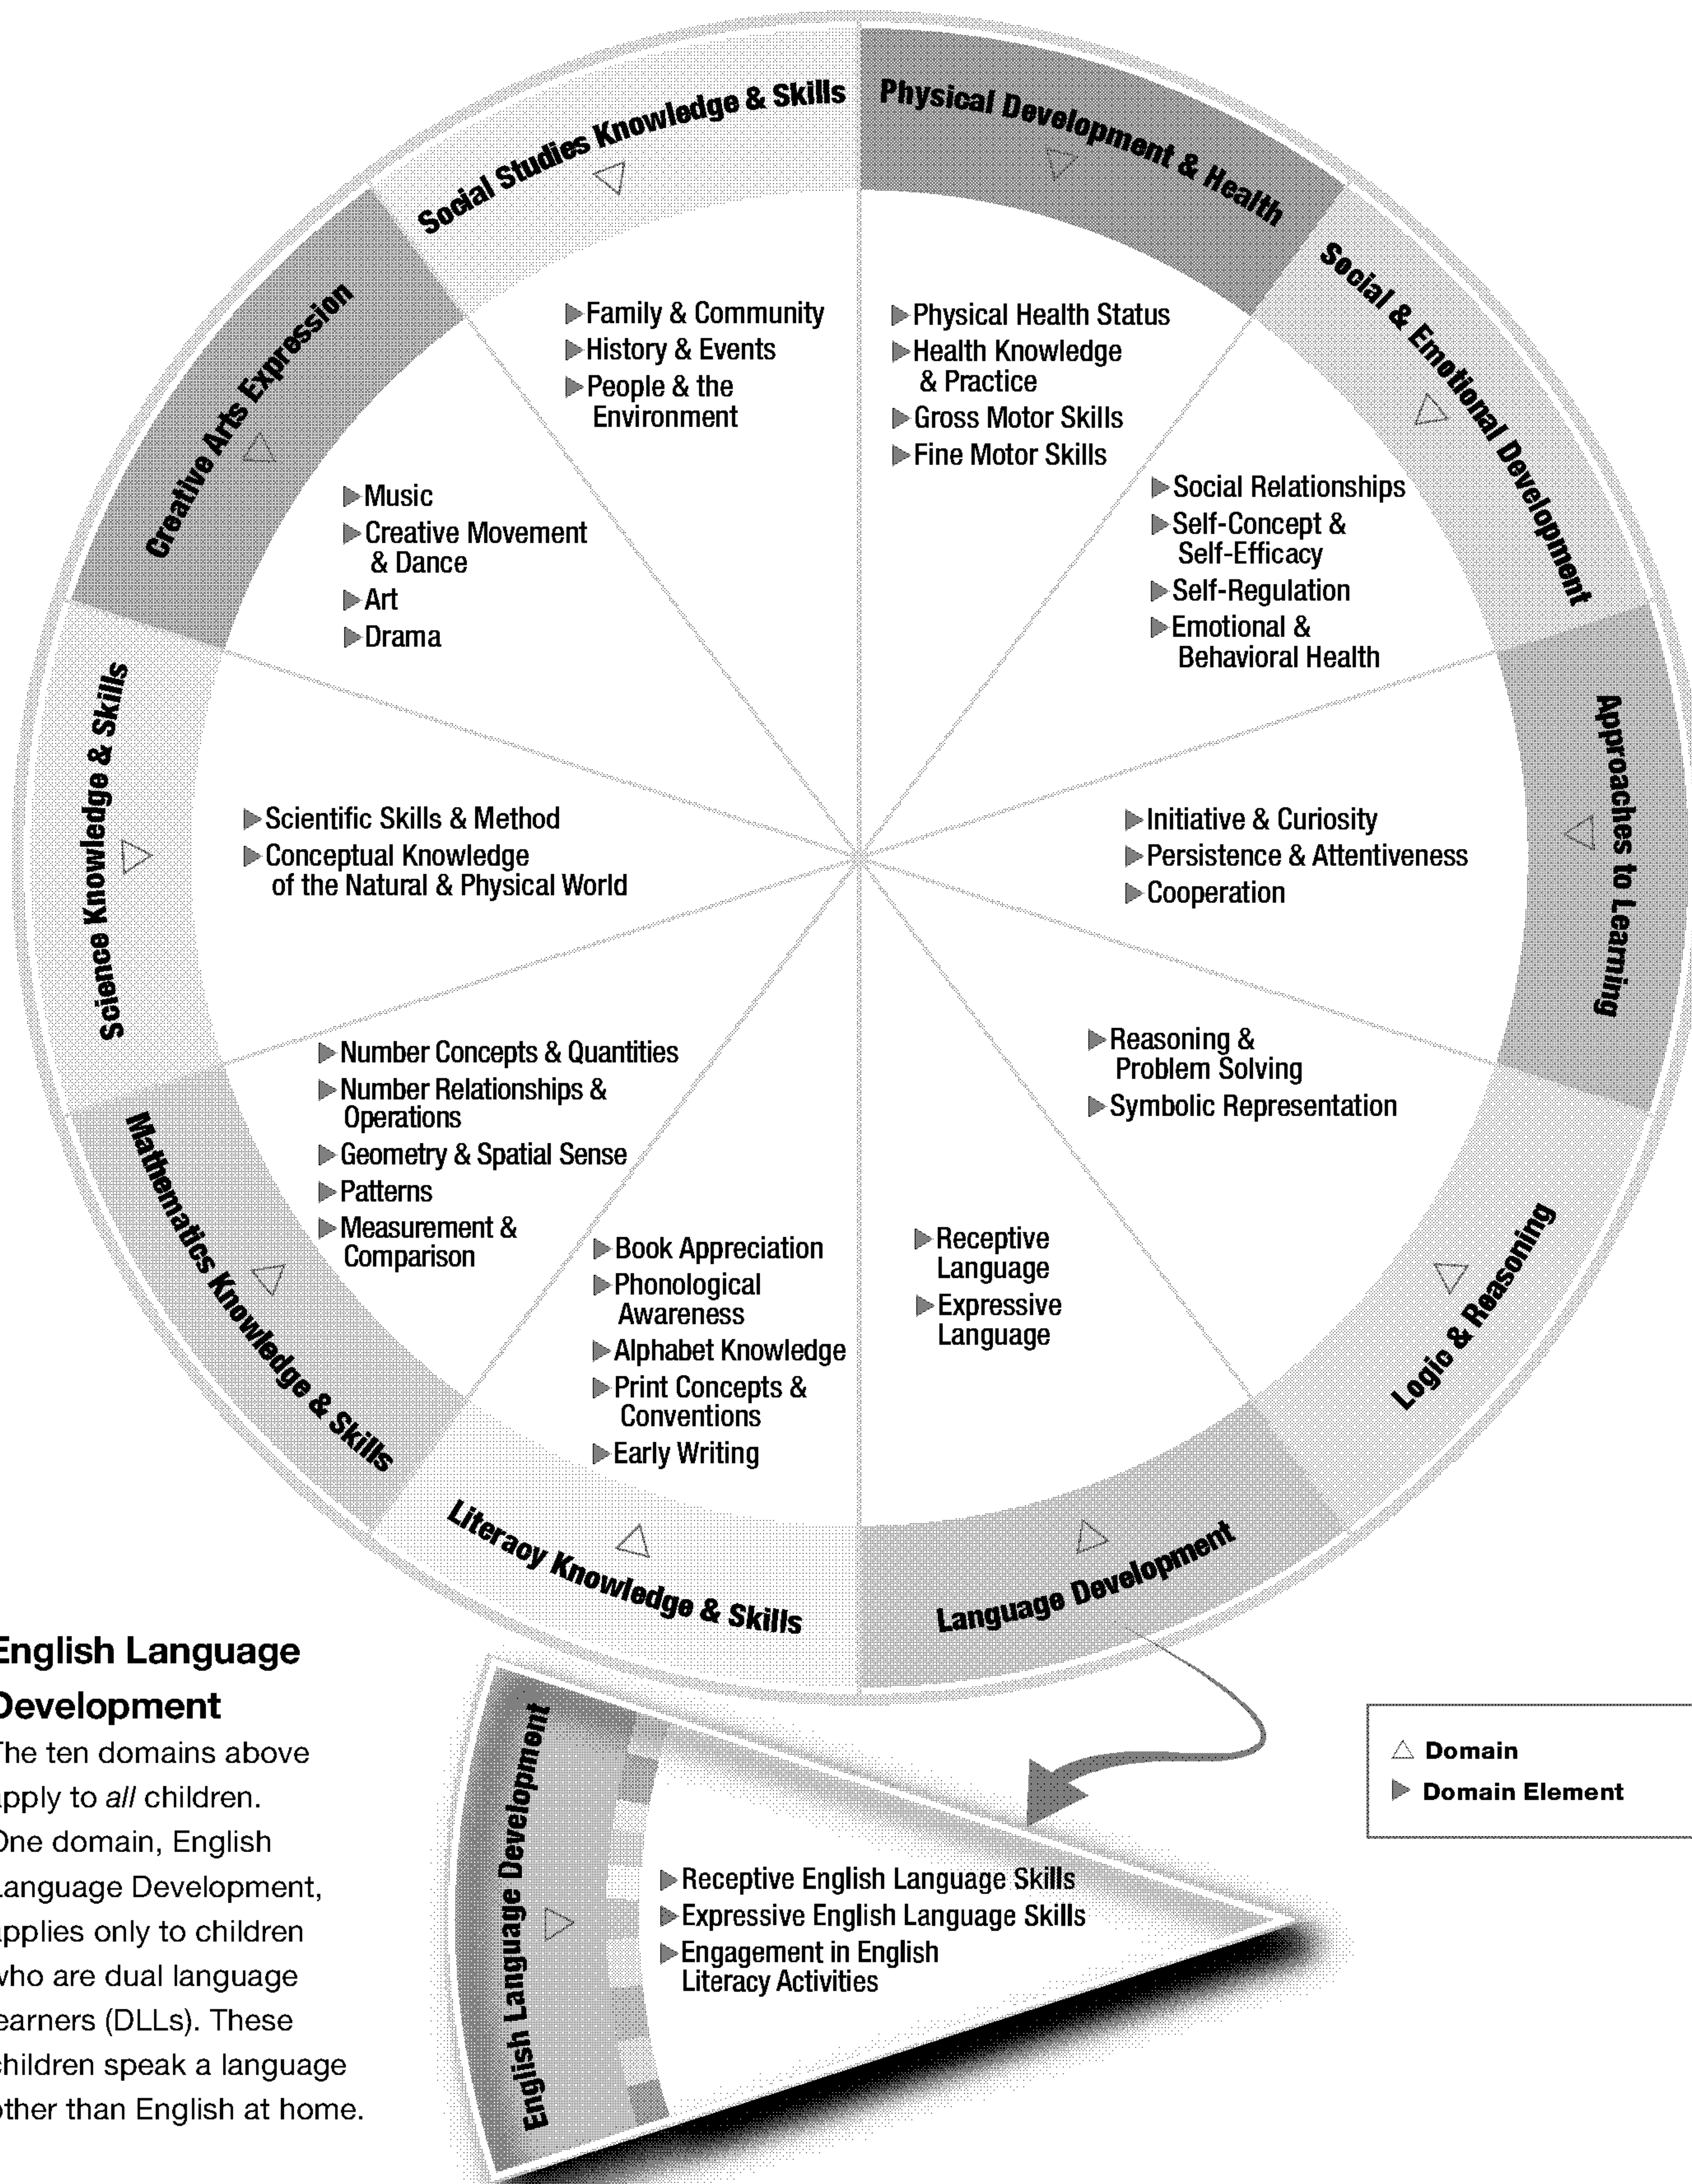 Social Studies Knowledge & Skills
Family & Community
History & Events
People & the
Environment
Physical Development & Health
Physical Health Status
Health Knowledge
& Practice
Gross Motor Skills
Fine Motor Skills
Social & Emotional Development
Social Relationships
Self-Concept &
Self-Efficacy
Self-Regulation
Emotional &
Behavioral Health
Approaches to Learning
Initiative & Curiosity
Persistence & Attentiveness
Cooperation
Logic & Reasoning
Reasoning &
Problem Solving
Symbolic Representation
Language Development
Receptive
Language
Expressive
Language
Literacy Knowledge & Skills
Book Appreciation
Phonological
Awareness
Alphabet Knowledge
Print Concepts &
Conventions
Early Writing
Mathematics Knowledge & Skills
Number Concepts & Quantities
Number Relationships &
Operations
Geometry & Spatial Sense
Patterns
Measurement &
Comparison
Science Knowledge & Skills
Scientific Skills & Method
Conceptual Knowledge
of the Natural & Physical World
Creative Arts Expression
Music
Creative Movement
& Dance
Art
Drama
English Language
Development
The ten domains above
apply to all children.
One domain, English
Language Development,
applies only to children
who are dual language
learners (DLLs). These
children speak a language
other than English at home.
English Language Development
Receptive English Language Skills
Expressive English Language Skills
Engagement in English
Literacy Activities
Domain
Domain Element